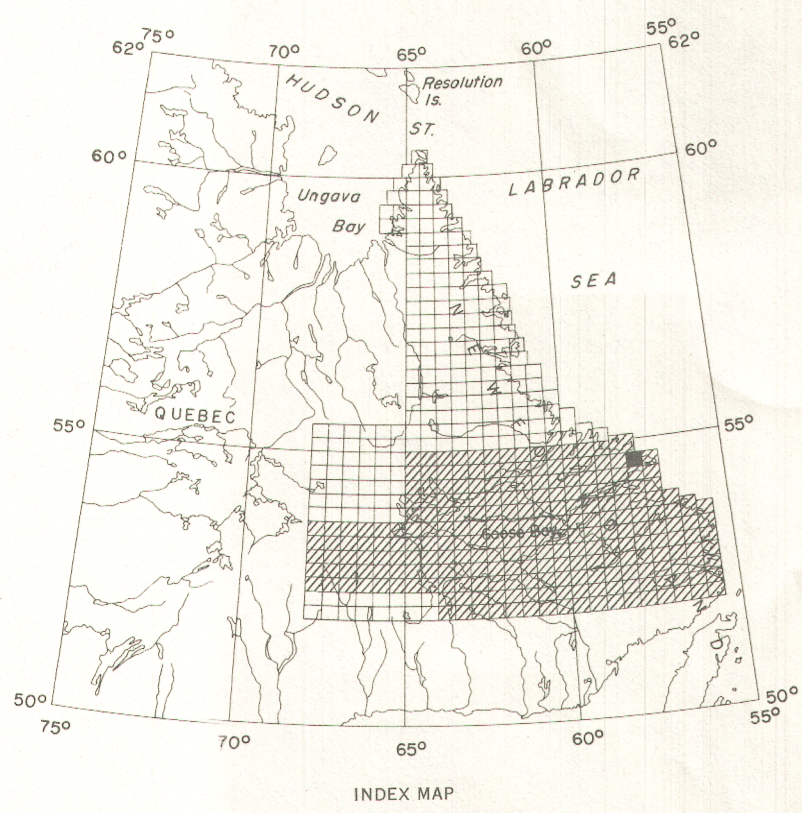 75° 70° 65° 60° 55°
62° 62°
HUDSON
Resolution
Is.
ST.
60° 60°
LABRADOR
Ungava
Bay
SEA
N
E
W
F
QUEBEC
55° 55°
O
Goose Bay
N
D
50° 50°
75° 70° 65° 60° 55°
INDEX MAP